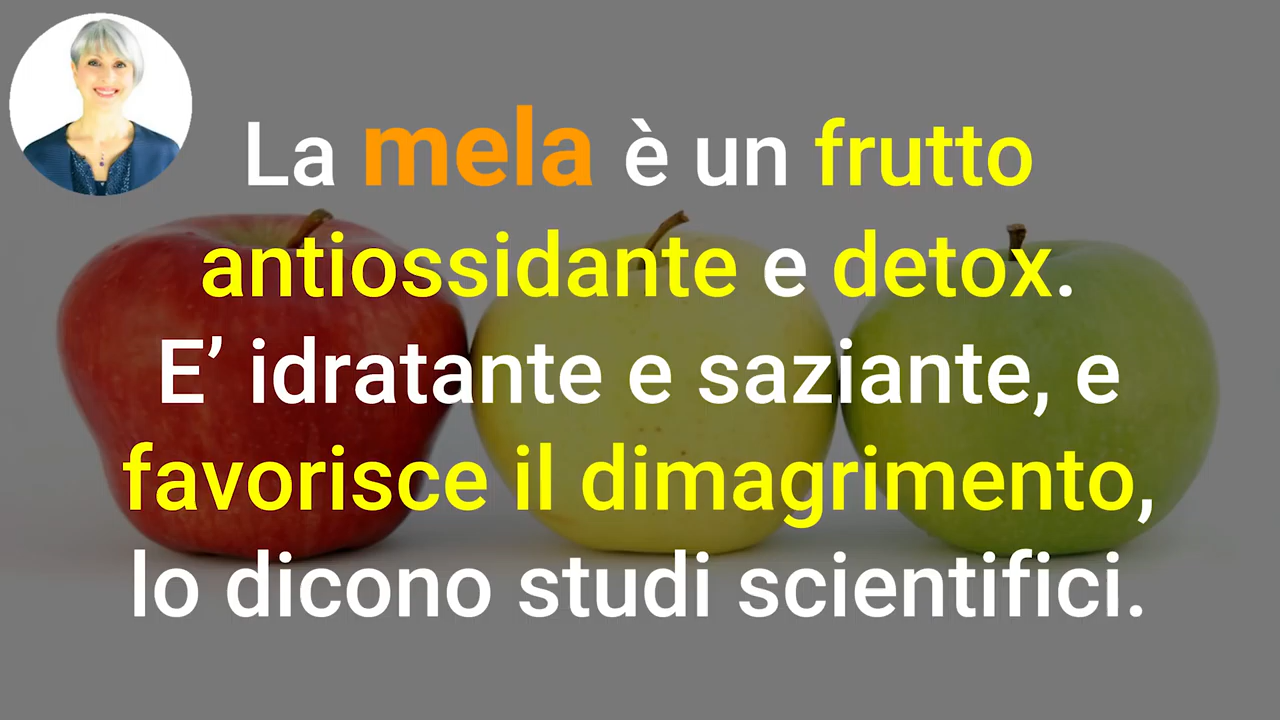 La mela è un frutto
antiossidante e detox.
E’ idratante e saziante, e
favorisce il dimagrimento,
lo dicono studi scientifici.